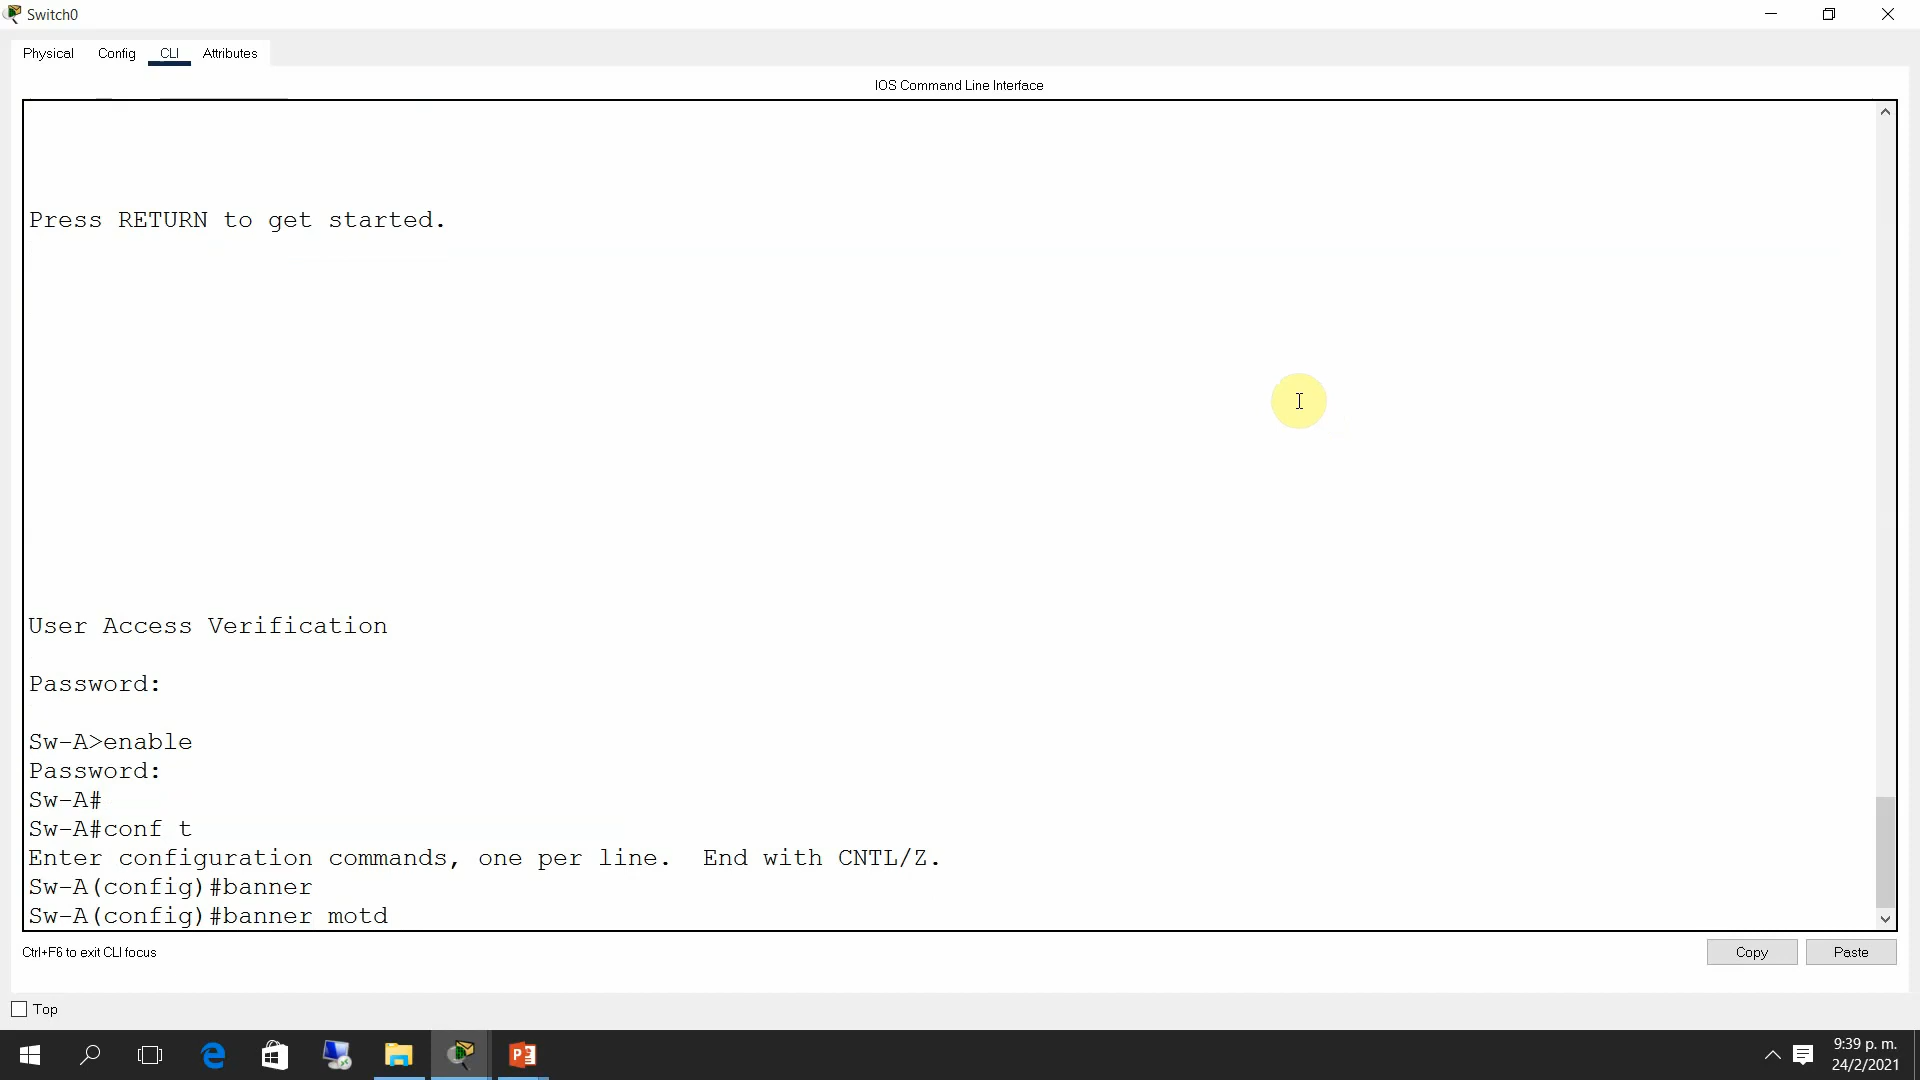 Switch0
Physical Config CLI Attributes
IOS Command Line Interface
Press RETURN to get started.
User Access Verification
Password:
Sw-A>enable
Password:
Sw-A#
Sw-A#conf t
Enter configuration commands, one per line.  End with CNTL/Z.
Sw-A(config)#banner
Sw-A(config)#banner motd
Ctrl+F6 to exit CLI focus
Copy Paste
Top
9:39 p. m.
24/2/2021